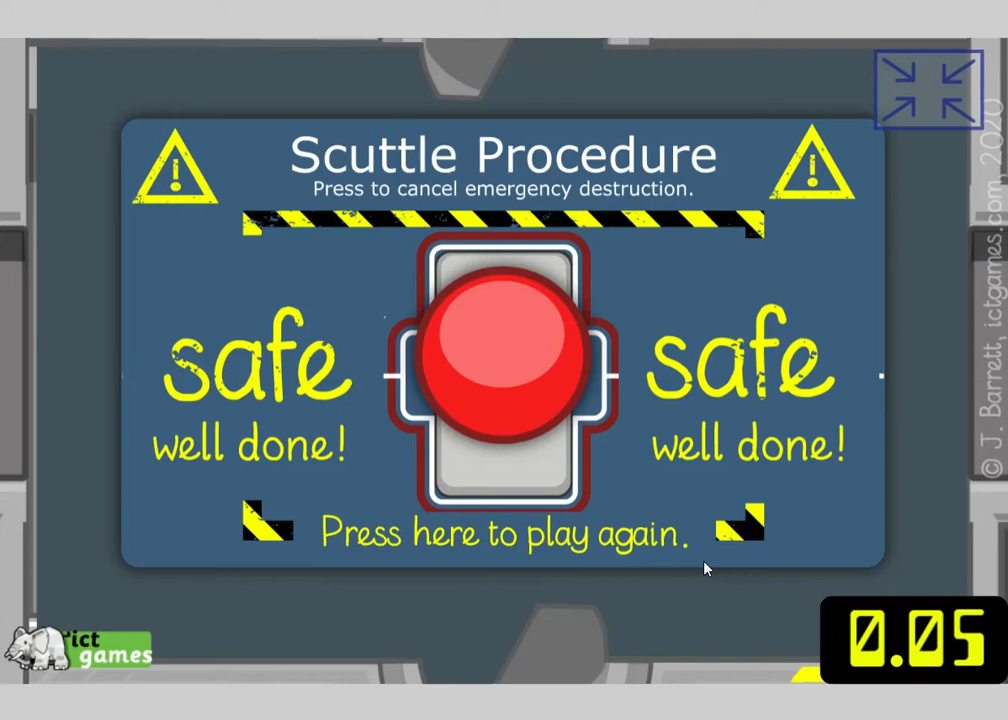 Scuttle Procedure
Press to cancel emergency destruction.
safe
well done!
safe
well done!
Press here to play again.
0.05
ict
games
© J. Barrett, ictgames.com, 2020